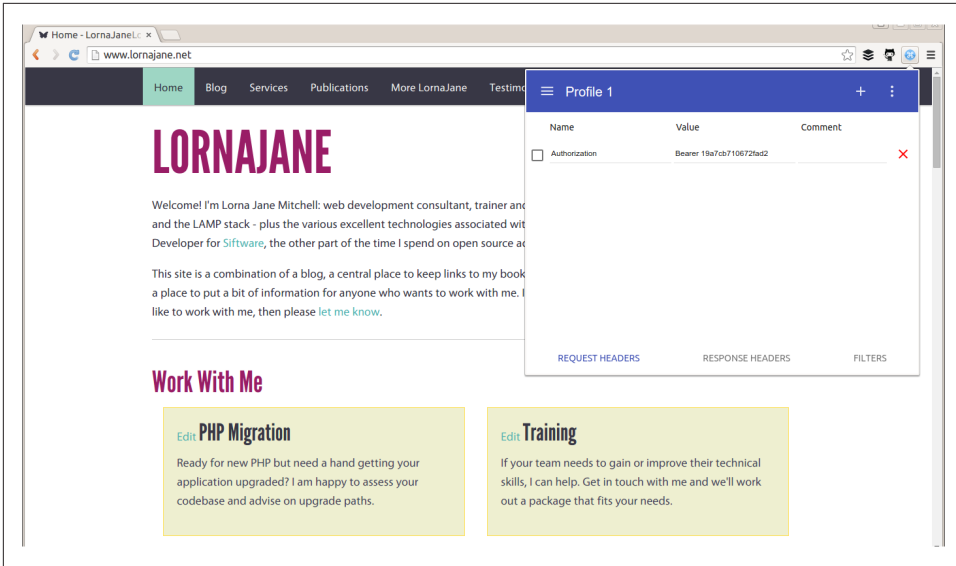 Home - LornaJaneLo
www.lornajane.net
Home Blog Services Publications More LornaJane Testimo
Profile 1
Name Value Comment
Authorization Bearer 19a7cb710672fad2
REQUEST HEADERS RESPONSE HEADERS FILTERS
LORNAJANE
Welcome! I'm Lorna Jane Mitchell: web development consultant, trainer and
and the LAMP stack - plus the various excellent technologies associated wit
Developer for Siftware, the other part of the time I spend on open source a
This site is a combination of a blog, a central place to keep links to my book
a place to put a bit of information for anyone who wants to work with me. I
like to work with me, then please let me know.
Work With Me
Edit PHP Migration
Ready for new PHP but need a hand getting your
application upgraded? I am happy to assess your
codebase and advise on upgrade paths.
Edit Training
If your team needs to gain or improve their technical
skills, I can help. Get in touch with me and we'll work
out a package that fits your needs.